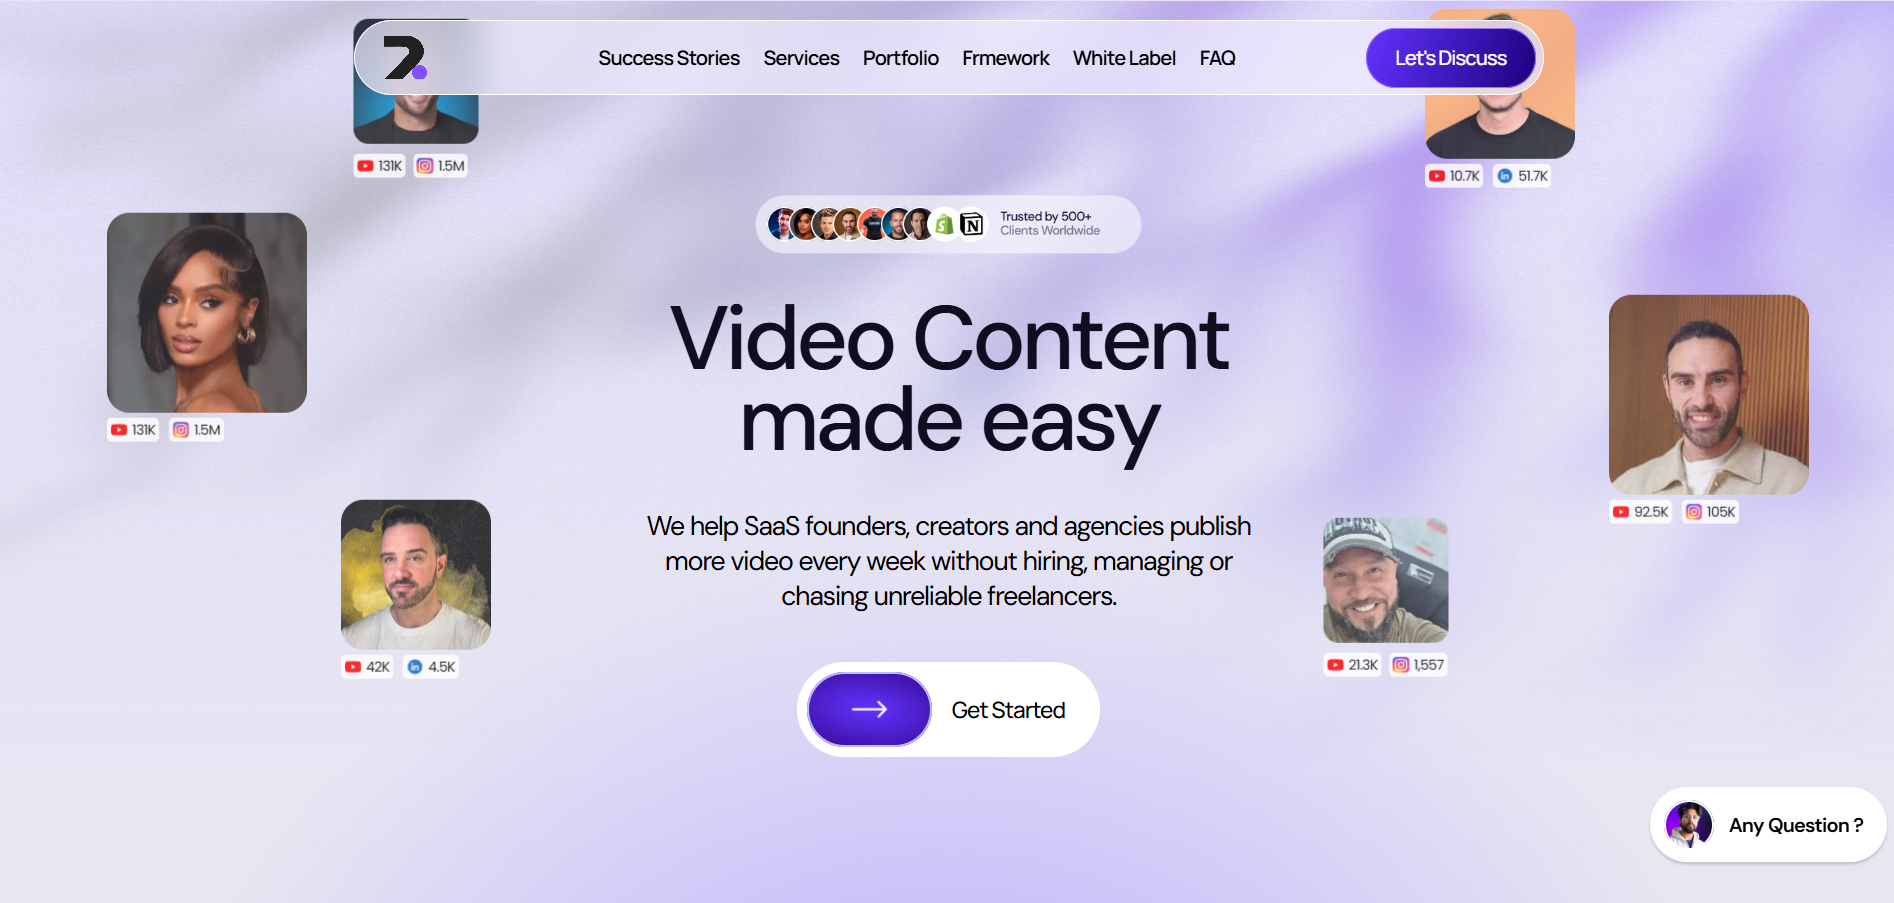 Success Stories
Services
Portfolio
Frmework
White Label
FAQ
Let's Discuss
131K
1.5M
10.7K
51.7K
Trusted by 500+
Clients Worldwide
Video Content
made easy
131K
1.5M
92.5K
105K
We help SaaS founders, creators and agencies publish
more video every week without hiring, managing or
chasing unreliable freelancers.
42K
4.5K
21.3K
1,557
Get Started
Any Question ?